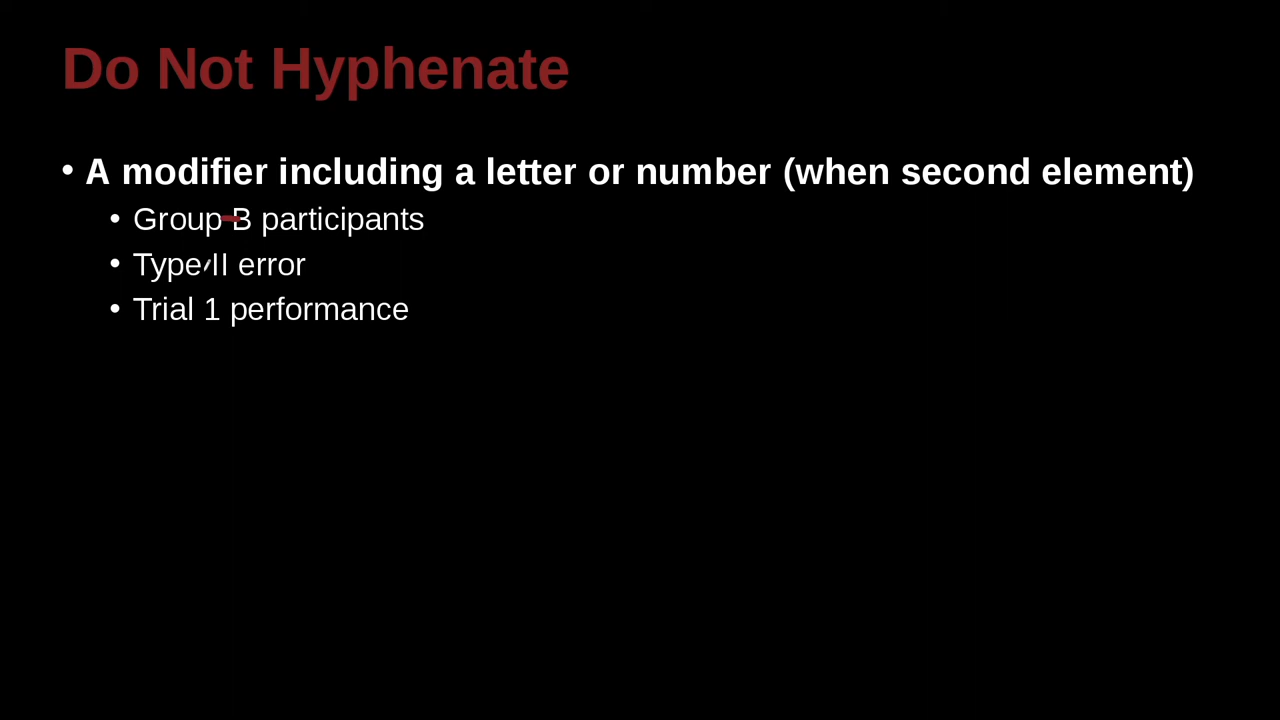 Do Not Hyphenate
• A modifier including a letter or number (when second element)
• Group B participants
• Type II error
• Trial 1 performance